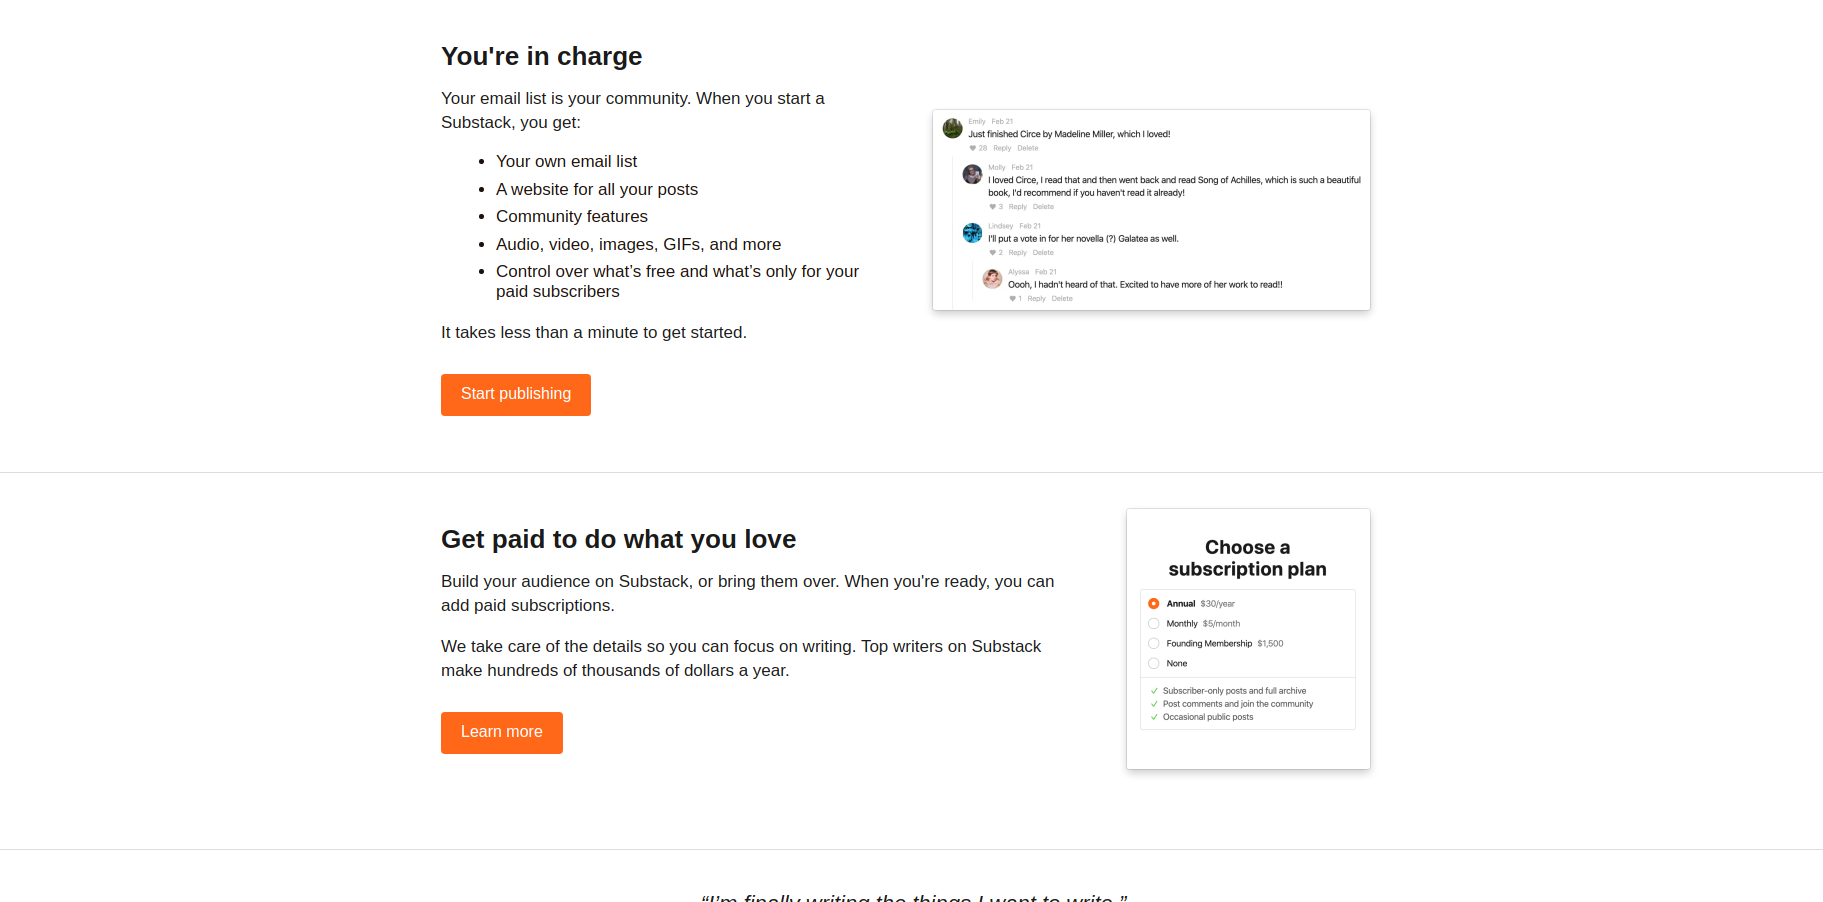 You're in charge
Your email list is your community. When you start a
Substack, you get:
• Your own email list
• A website for all your posts
• Community features
• Audio, video, images, GIFs, and more
• Control over what’s free and what’s only for your
paid subscribers
It takes less than a minute to get started.
Start publishing
Emily Feb 21
Just finished Circe by Madeline Miller, which I loved!
28 Reply Delete
Molly Feb 21
I loved Circe, I read that and then went back and read Song of Achilles, which is such a beautiful
book, I'd recommend if you haven't read it already!
3 Reply Delete
Lindsey Feb 21
I'll put a vote in for her novella (?) Galatea as well.
2 Reply Delete
Alyssa Feb 21
Oooh, I hadn't heard of that. Excited to have more of her work to read!!
1 Reply Delete
Get paid to do what you love
Build your audience on Substack, or bring them over. When you're ready, you can
add paid subscriptions.
We take care of the details so you can focus on writing. Top writers on Substack
make hundreds of thousands of dollars a year.
Learn more
Choose a
subscription plan
Annual $30/year
Monthly $5/month
Founding Membership $1,500
None
✓ Subscriber-only posts and full archive
✓ Post comments and join the community
✓ Occasional public posts
“I’m finally writing the things I want to write.”